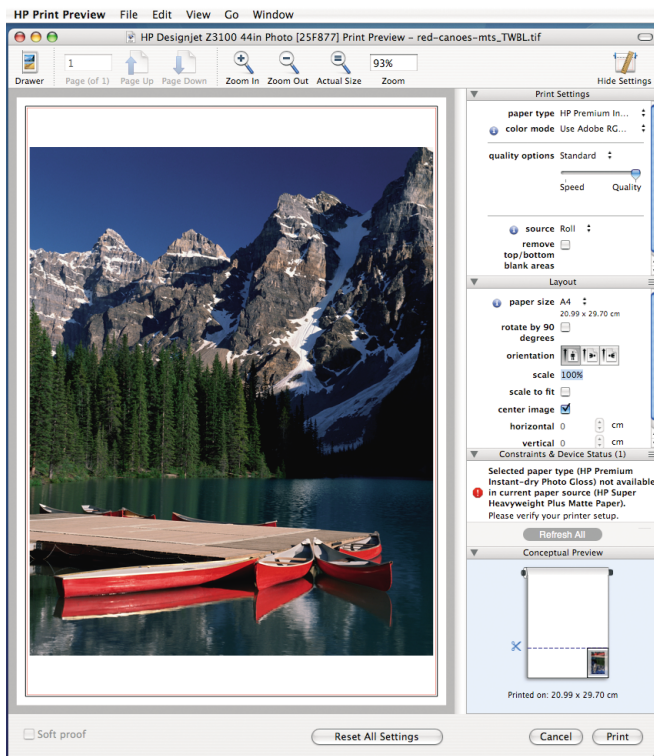 HP Print Preview File Edit View Go Window
HP Designjet Z3100 44in Photo [25F877] Print Preview – red-canoes-mts_TWBL.tif
1
93%
Drawer Page (of 1) Page Up Page Down Zoom In Zoom Out Actual Size Zoom Hide Settings
Print Settings
paper type HP Premium In...
color mode Use Adobe RG...
quality options Standard
Speed Quality
source Roll
remove
top/bottom
blank areas
Layout
paper size A4
20.99 x 29.70 cm
rotate by 90
degrees
orientation
scale 100%
scale to fit
center image
horizontal 0 cm
vertical 0 cm
Constraints & Device Status (1)
Selected paper type (HP Premium
Instant-dry Photo Gloss) not available
in current paper source (HP Super
Heavyweight Plus Matte Paper).
Please verify your printer setup.
Refresh All
Conceptual Preview
Printed on: 20.99 x 29.70 cm
Soft proof Reset All Settings Cancel Print